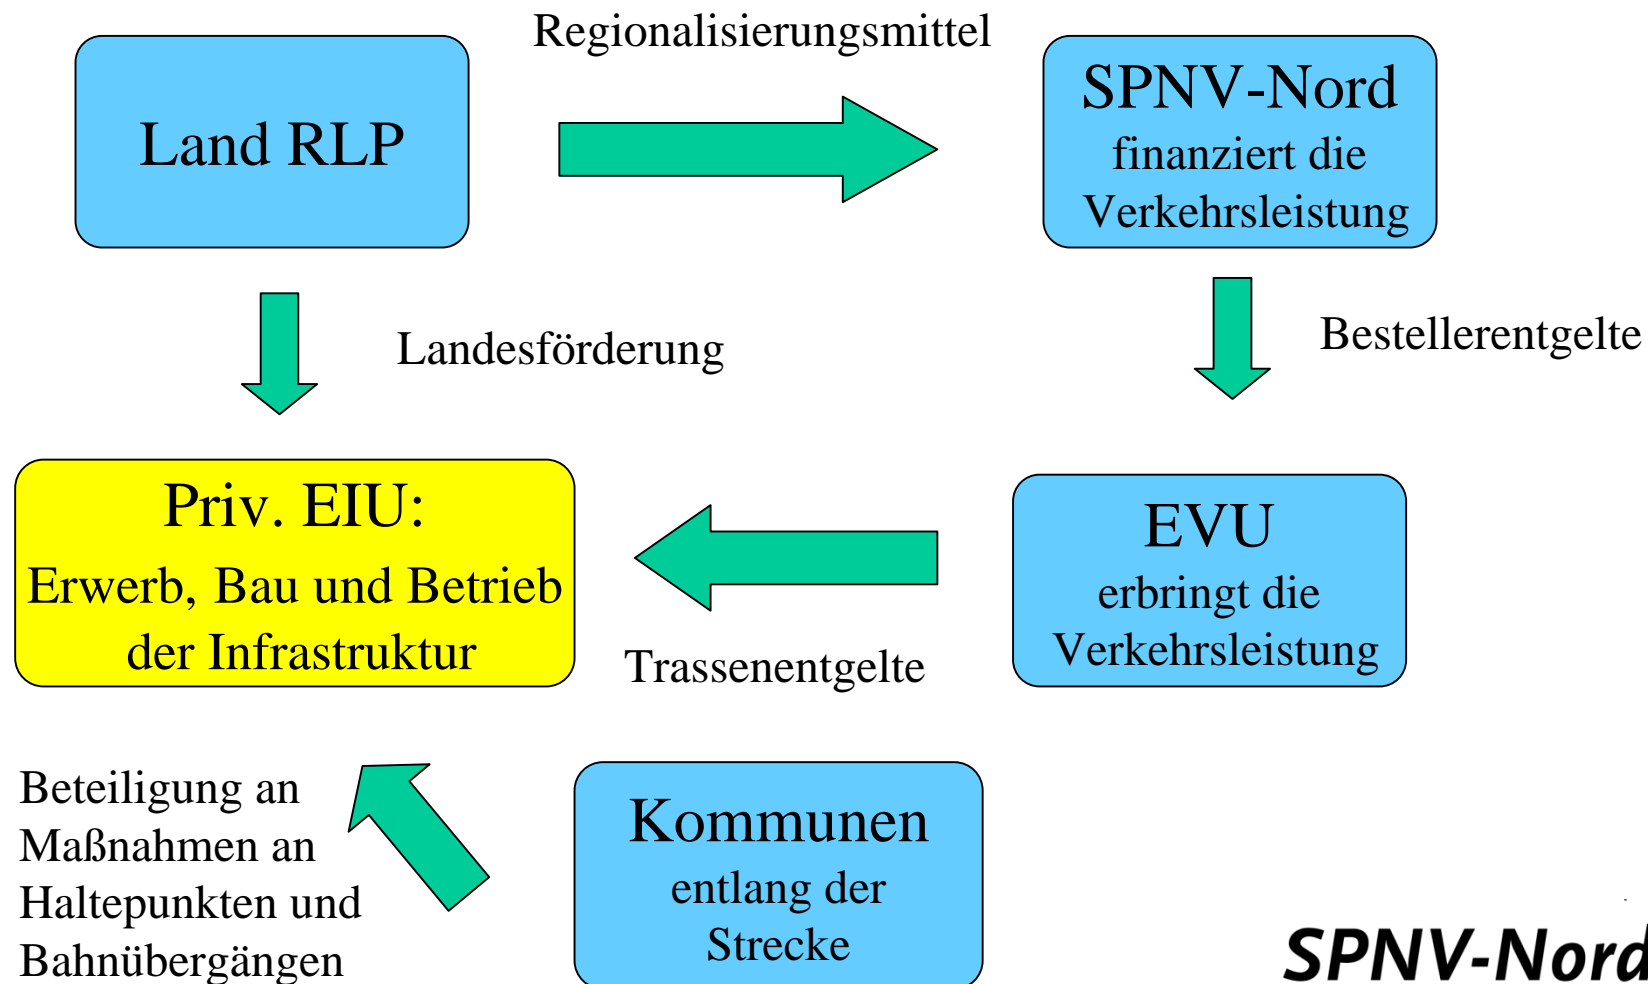 Regionalisierungsmittel
Land RLP
SPNV-Nord
finanziert die
Verkehrsleistung
Landesförderung
Bestellerentgelte
Priv. EIU:
Erwerb, Bau und Betrieb
der Infrastruktur
EVU
erbringt die
Verkehrsleistung
Trassenentgelte
Beteiligung an
Maßnahmen an
Haltepunkten und
Bahnübergängen
Kommunen
entlang der
Strecke
SPNV-Nord